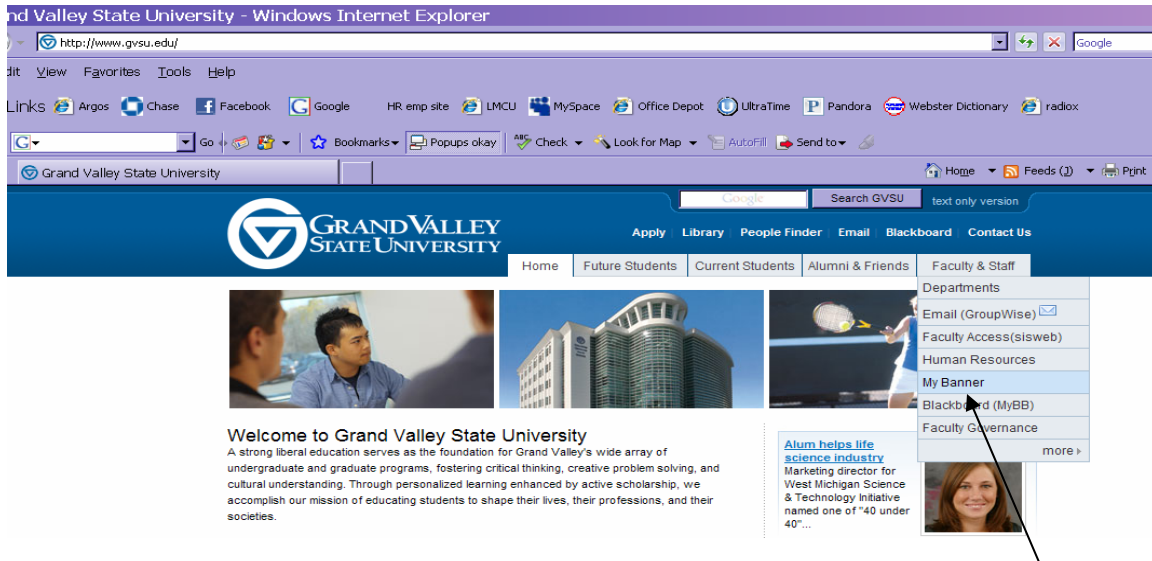 nd Valley State University - Windows Internet Explorer
http://www.gvsu.edu/ Google
dit View Favorites Tools Help
Links Argos Chase Facebook Google HR emp site LMCU MySpace Office Depot UltraTime Pandora Webster Dictionary radiox
G Go Bookmarks Popups okay ABC Check Look for Map AutoFill Send to
Grand Valley State University Home Feeds (J) Print
Google Search GVSU text only version
GRAND VALLEY
STATE UNIVERSITY
Apply Library People Finder Email Blackboard Contact Us
Home Future Students Current Students Alumni & Friends Faculty & Staff
Departments
Email (GroupWise)
Faculty Access(sisweb)
Human Resources
My Banner
Blackboard (MyBB)
Faculty Governance
more
Welcome to Grand Valley State University
A strong liberal education serves as the foundation for Grand Valley's wide array of
undergraduate and graduate programs, fostering critical thinking, creative problem solving, and
cultural understanding. Through personalized learning enhanced by active scholarship, we
accomplish our mission of educating students to shape their lives, their professions, and their
societies.
Alum helps life
science industry
Marketing director for
West Michigan Science
& Technology Initiative
named one of "40 under
40"...